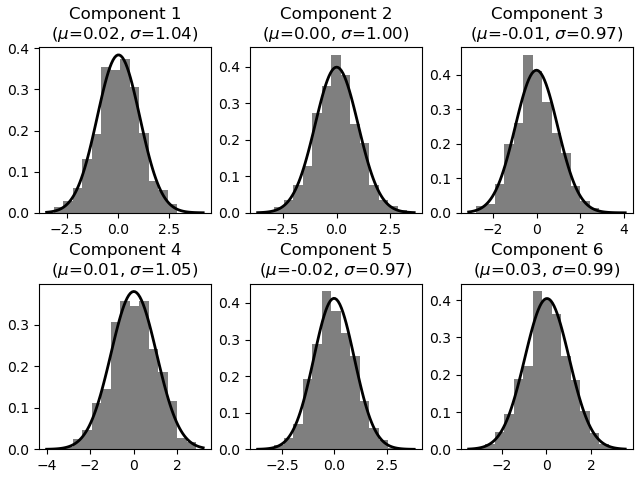 Component 1
(μ=0.02, σ=1.04)
Component 2
(μ=0.00, σ=1.00)
Component 3
(μ=-0.01, σ=0.97)
0.4
0.3
0.2
0.1
0.0
−2.5 0.0 2.5
0.4
0.3
0.2
0.1
0.0
−2.5 0.0 2.5
0.4
0.3
0.2
0.1
0.0
−2 0 2 4
Component 4
(μ=0.01, σ=1.05)
Component 5
(μ=-0.02, σ=0.97)
Component 6
(μ=0.03, σ=0.99)
0.3
0.2
0.1
0.0
−4 −2 0 2
0.4
0.3
0.2
0.1
0.0
−2.5 0.0 2.5
0.4
0.3
0.2
0.1
0.0
−2 0 2